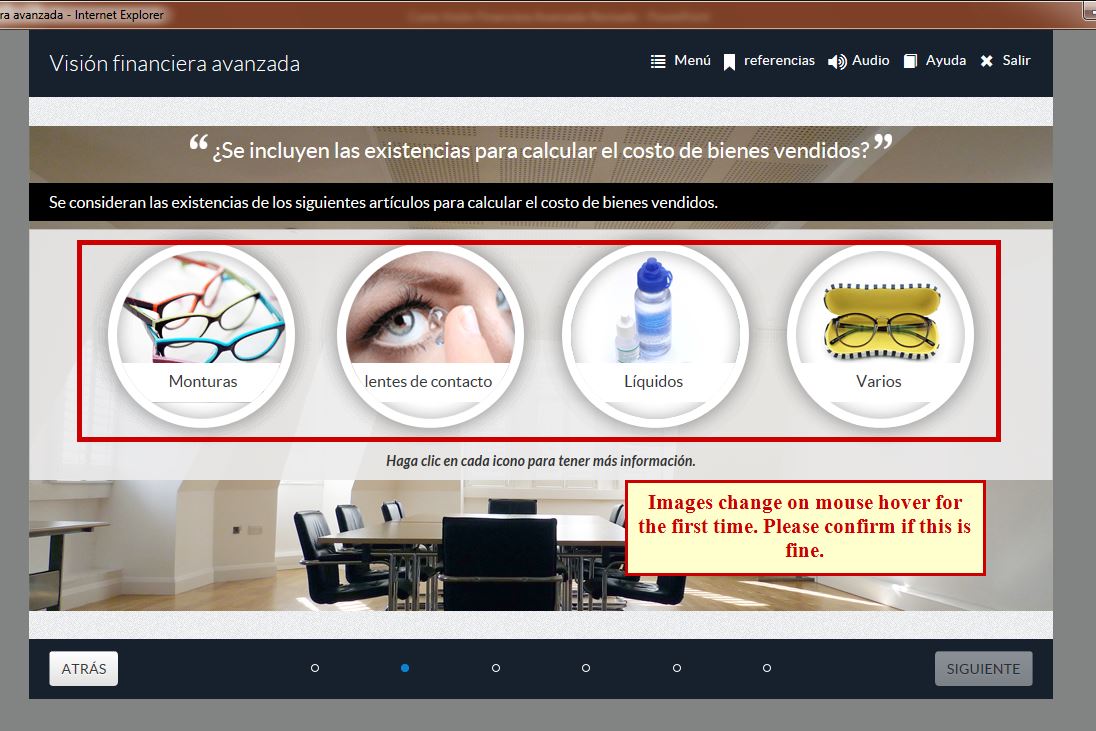 ra avanzada - Internet Explorer
Visión financiera avanzada
Menú referencias Audio Ayuda Salir
“ ¿Se incluyen las existencias para calcular el costo de bienes vendidos? ”
Se consideran las existencias de los siguientes artículos para calcular el costo de bienes vendidos.
Monturas
lentes de contacto
Líquidos
Varios
Haga clic en cada icono para tener más información.
Images change on mouse hover for
the first time. Please confirm if this is
fine.
ATRÁS
SIGUIENTE